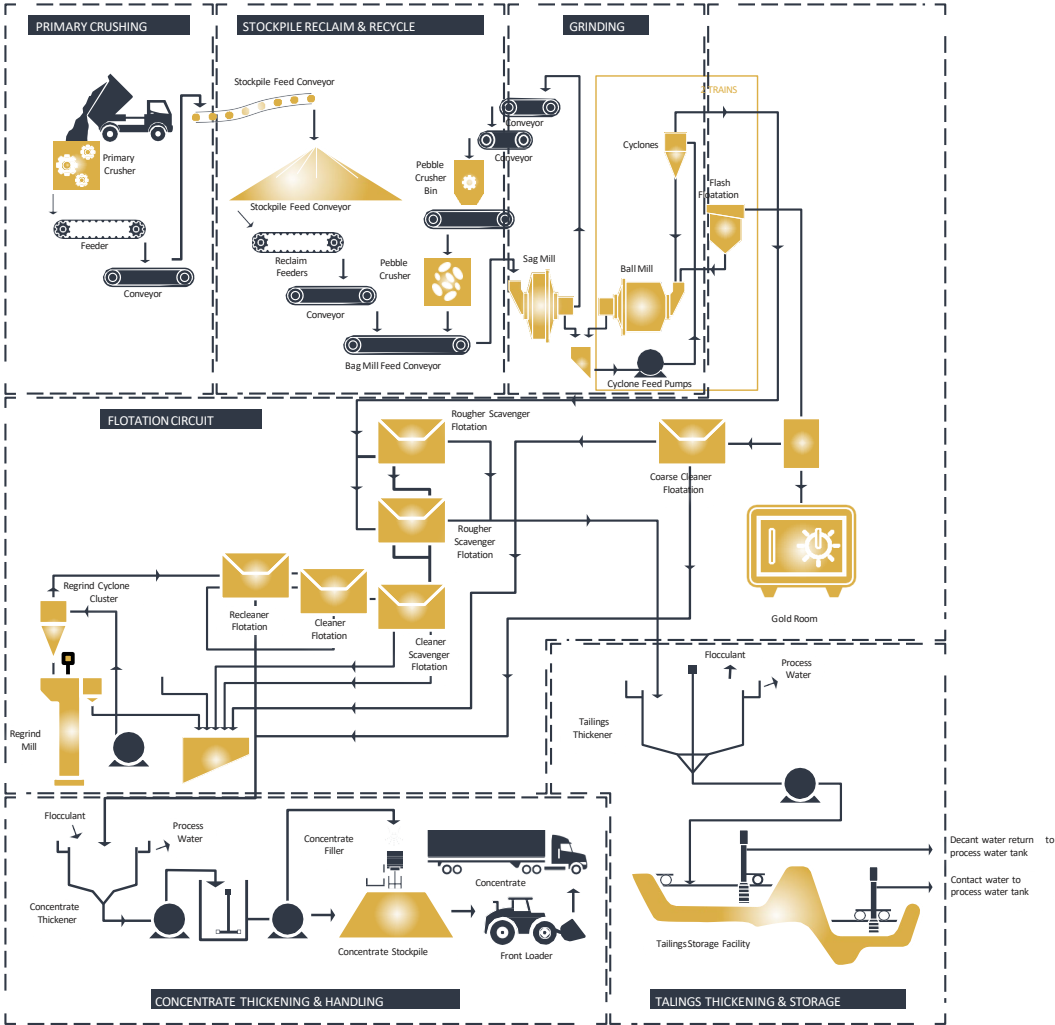 PRIMARY CRUSHING
STOCKPILE RECLAIM & RECYCLE
GRINDING
Stockpile Feed Conveyor
TRAINS
Conveyor
Conveyor
Cyclones
Primary
Crusher
Pebble
Crusher
Bin
Flash
Floatation
Stockpile Feed Conveyor
Feeder
Reclaim
Feeders
Pebble
Crusher
Sag Mill
Ball Mill
Conveyor
Conveyor
Bag Mill Feed Conveyor
Cyclone Feed Pumps
FLOTATION CIRCUIT
Rougher Scavenger
Flotation
Coarse Cleaner
Floatation
Rougher
Scavenger
Flotation
Regrind Cyclone
Cluster
Recleaner
Flotation
Cleaner
Flotation
Cleaner
Scavenger
Flotation
Gold Room
Flocculant
Process
Water
Tailings
Thickener
Regrind
Mill
Flocculant
Process
Water
Concentrate
Filler
Concentrate
Thickener
Concentrate
Concentrate Stockpile
Front Loader
Decant water return to
process water tank
Contact water to
process water tank
Tailings Storage Facility
CONCENTRATE THICKENING & HANDLING
TALINGS THICKENING & STORAGE